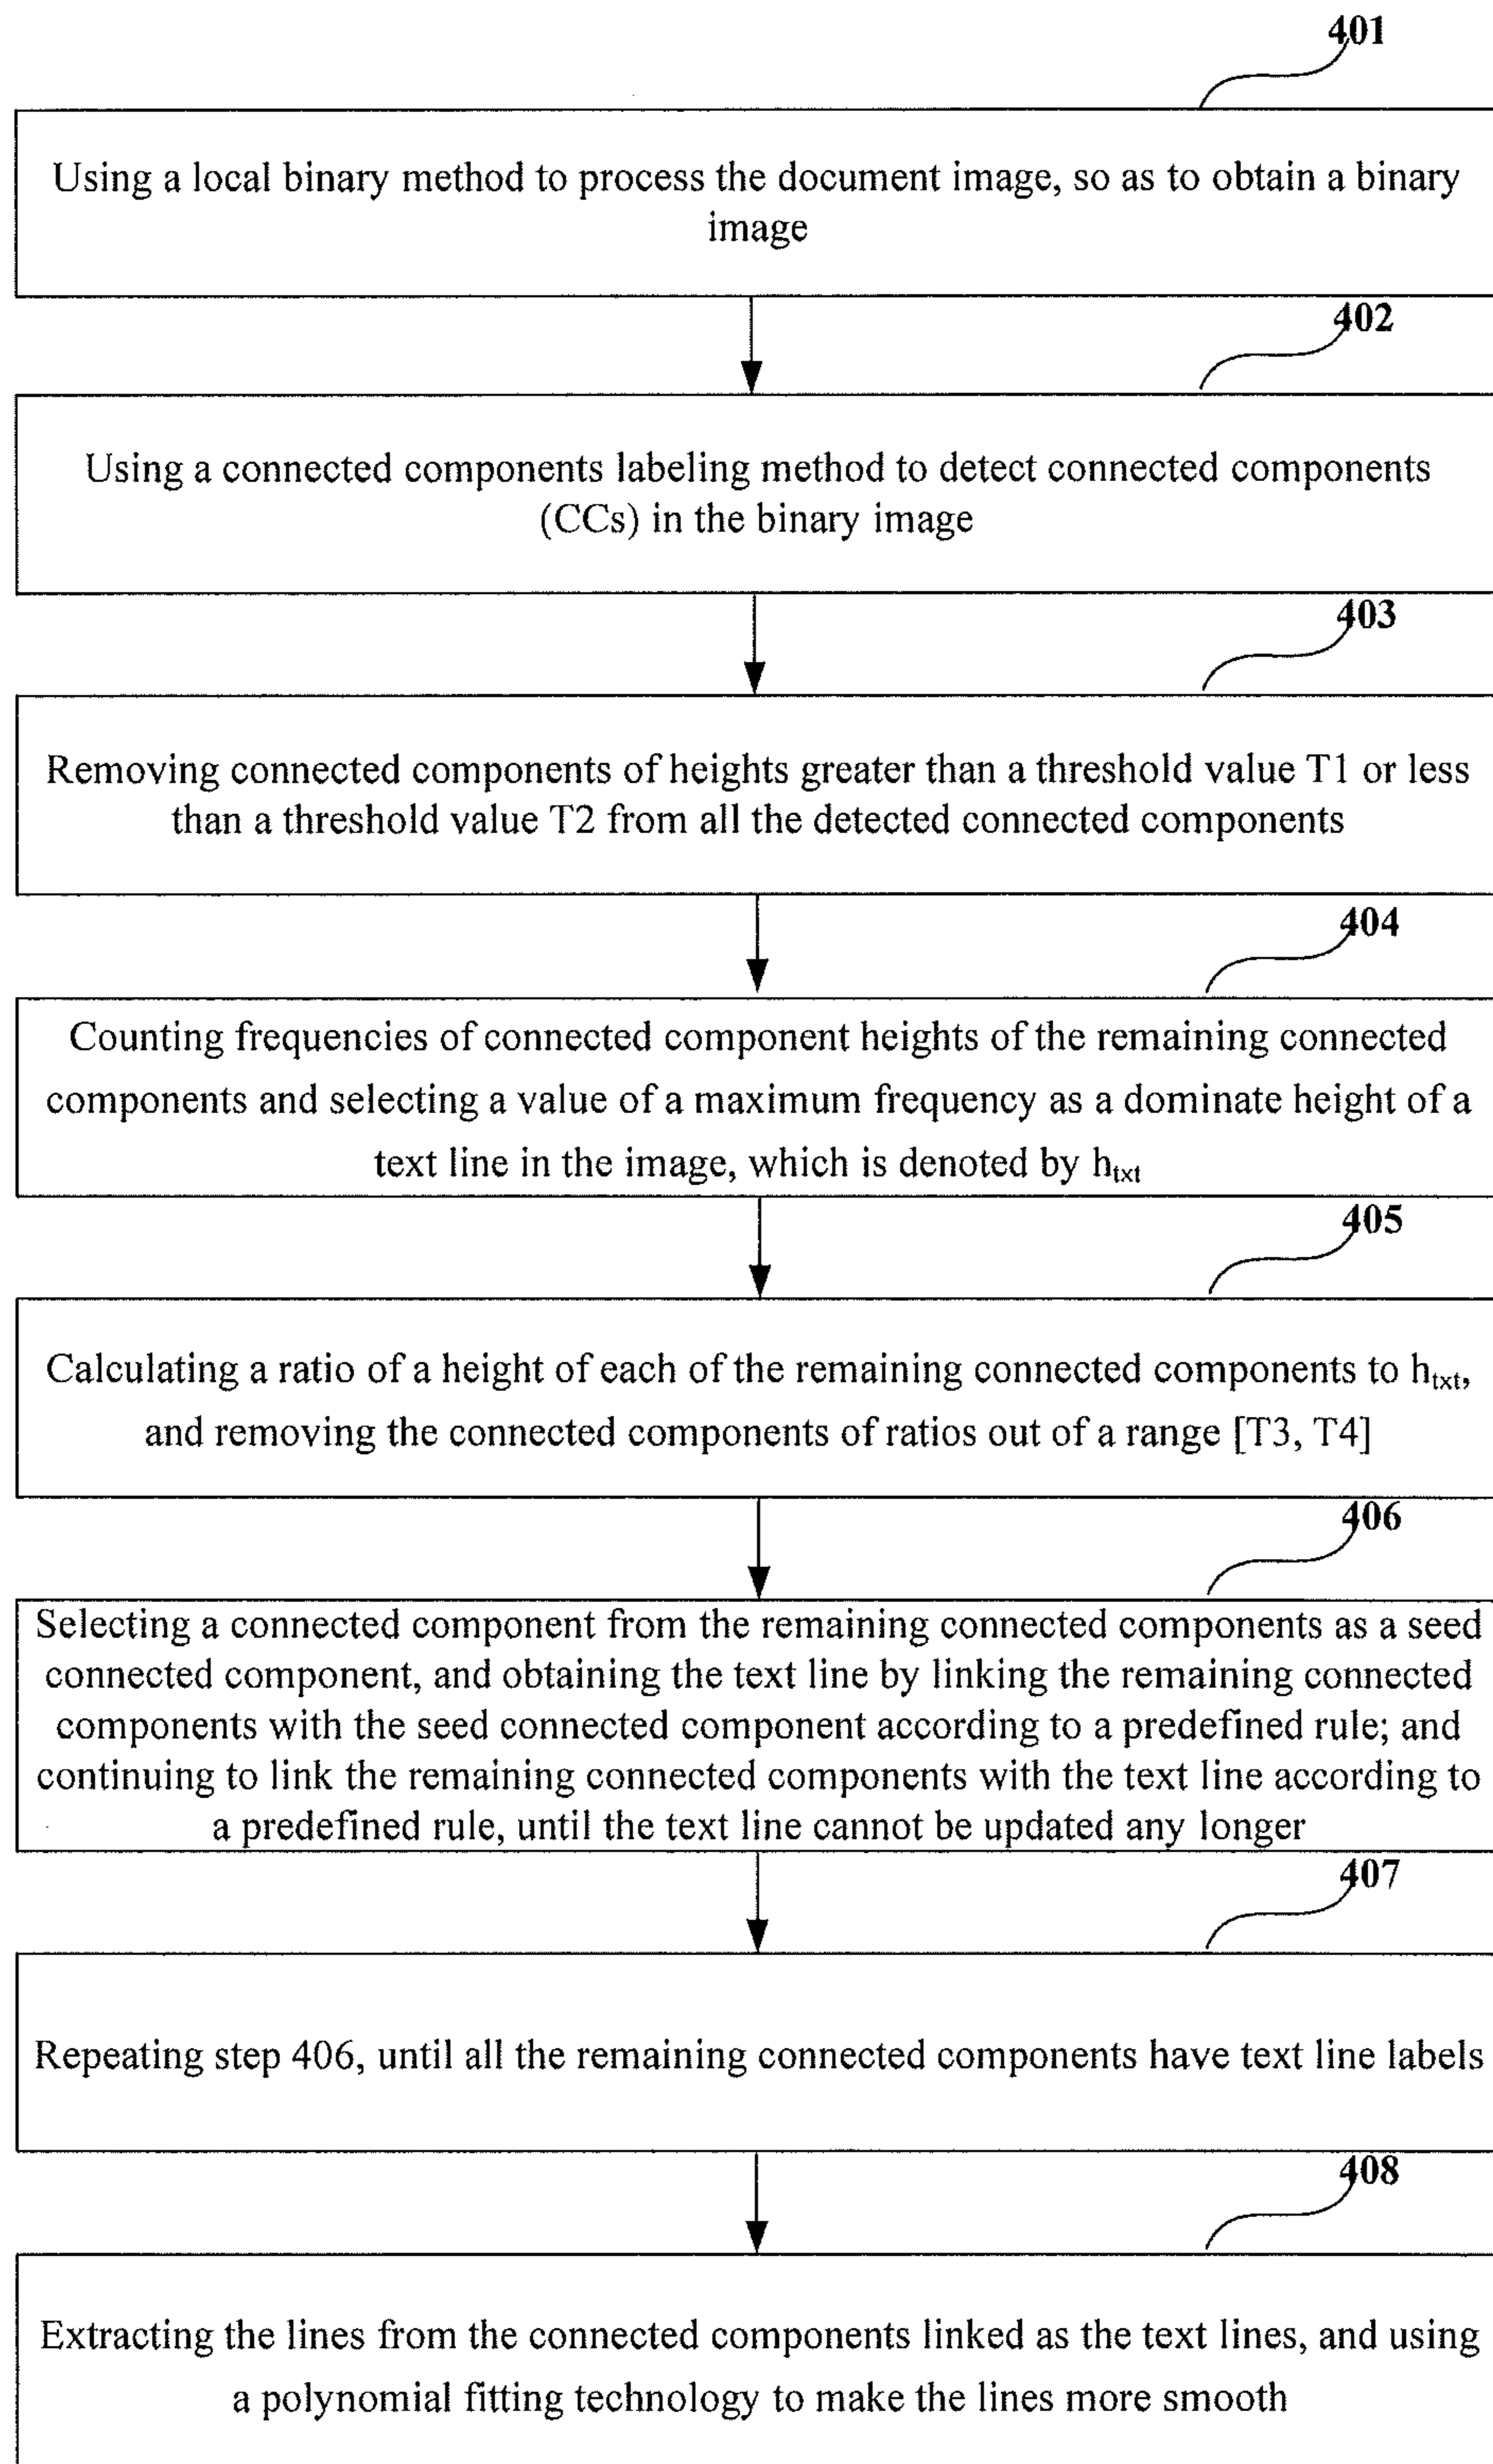 401
Using a local binary method to process the document image, so as to obtain a binary
image
402
Using a connected components labeling method to detect connected components
(CCs) in the binary image
403
Removing connected components of heights greater than a threshold value T1 or less
than a threshold value T2 from all the detected connected components
404
Counting frequencies of connected component heights of the remaining connected
components and selecting a value of a maximum frequency as a dominate height of a
text line in the image, which is denoted by htxt
405
Calculating a ratio of a height of each of the remaining connected components to htxt,
and removing the connected components of ratios out of a range [T3, T4]
406
Selecting a connected component from the remaining connected components as a seed
connected component, and obtaining the text line by linking the remaining connected
components with the seed connected component according to a predefined rule; and
continuing to link the remaining connected components with the text line according to
a predefined rule, until the text line cannot be updated any longer
407
Repeating step 406, until all the remaining connected components have text line labels
408
Extracting the lines from the connected components linked as the text lines, and using
a polynomial fitting technology to make the lines more smooth